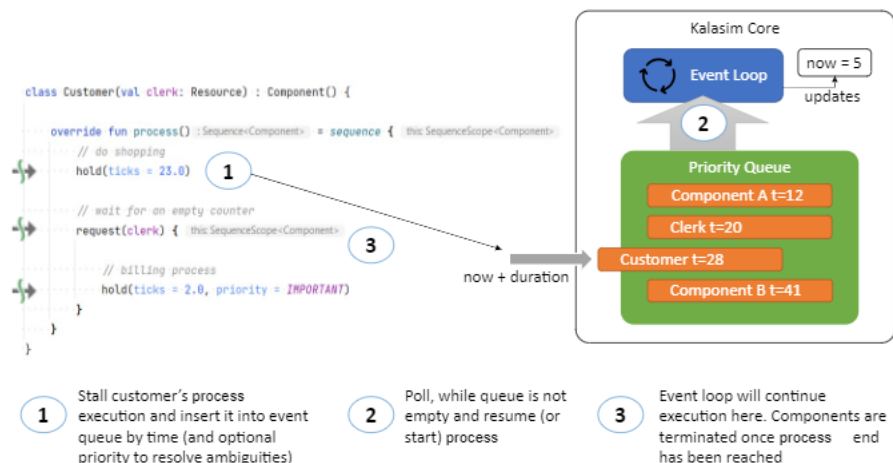 Kalasim Core
Event Loop
now = 5
updates
2
Priority Queue
Component A t=12
Clerk t=20
Customer t=28
Component B t=41
now + duration
class Customer(val clerk: Resource) : Component() {
override fun process() : Sequence<Component> = sequence { this: SequenceScope<Component>
// do shopping
hold(ticks = 23.0)
1
// wait for an empty counter
request(clerk) { this: SequenceScope<Component>
3
// billing process
hold(ticks = 2.0, priority = IMPORTANT)
}
}
}
1
Stall customer's process
execution and insert it into event
queue by time (and optional
priority to resolve ambiguities)
2
Poll, while queue is not
empty and resume (or
start) process
3
Event loop will continue
execution here. Components are
terminated once process end
has been reached